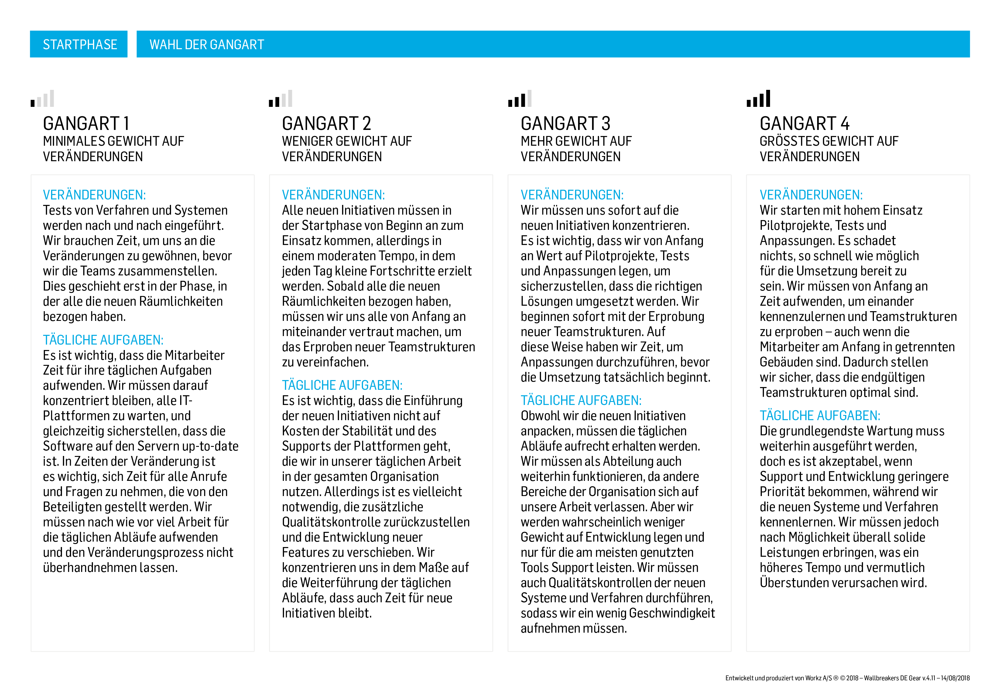 STARTPHASE
WAHL DER GANGART
GANGART 1
MINIMALES GEWICHT AUF
VERÄNDERUNGEN
VERÄNDERUNGEN:
Tests von Verfahren und Systemen
werden nach und nach eingeführt.
Wir brauchen Zeit, um uns an die
Veränderungen zu gewöhnen, bevor
wir die Teams zusammenstellen.
Dies geschieht erst in der Phase, in
der alle die neuen Räumlichkeiten
bezogen haben.
TÄGLICHE AUFGABEN:
Es ist wichtig, dass die Mitarbeiter
Zeit für ihre täglichen Aufgaben
aufwenden. Wir müssen darauf
konzentriert bleiben, alle IT-
Plattformen zu warten, und
gleichzeitig sicherstellen, dass die
Software auf den Servern up-to-date
ist. In Zeiten der Veränderung ist
es wichtig, sich Zeit für alle Anrufe
und Fragen zu nehmen, die von den
Beteiligten gestellt werden. Wir
müssen nach wie vor viel Arbeit für
die täglichen Abläufe aufwenden
und den Veränderungsprozess nicht
überhandnehmen lassen.
GANGART 2
WENIGER GEWICHT AUF
VERÄNDERUNGEN
VERÄNDERUNGEN:
Alle neuen Initiativen müssen in
der Startphase von Beginn an zum
Einsatz kommen, allerdings in
einem moderaten Tempo, in dem
jeden Tag kleine Fortschritte erzielt
werden. Sobald alle die neuen
Räumlichkeiten bezogen haben,
müssen wir uns alle von Anfang an
miteinander vertraut machen, um
das Erproben neuer Teamstrukturen
zu vereinfachen.
TÄGLICHE AUFGABEN:
Es ist wichtig, dass die Einführung
der neuen Initiativen nicht auf
Kosten der Stabilität und des
Supports der Plattformen geht,
die wir in unserer täglichen Arbeit
in der gesamten Organisation
nutzen. Allerdings ist es vielleicht
notwendig, die zusätzliche
Qualitätskontrolle zurückzustellen
und die Entwicklung neuer
Features zu verschieben. Wir
konzentrieren uns in dem Maße auf
die Weiterführung der täglichen
Abläufe, dass auch Zeit für neue
Initiativen bleibt.
GANGART 3
MEHR GEWICHT AUF
VERÄNDERUNGEN
VERÄNDERUNGEN:
Wir müssen uns sofort auf die
neuen Initiativen konzentrieren.
Es ist wichtig, dass wir von Anfang
an Wert auf Pilotprojekte, Tests
und Anpassungen legen, um
sicherzustellen, dass die richtigen
Lösungen umgesetzt werden. Wir
beginnen sofort mit der Erprobung
neuer Teamstrukturen. Auf
diese Weise haben wir Zeit, um
Anpassungen durchzuführen, bevor
die Umsetzung tatsächlich beginnt.
TÄGLICHE AUFGABEN:
Obwohl wir die neuen Initiativen
anpacken, müssen die täglichen
Abläufe aufrecht erhalten werden.
Wir müssen als Abteilung auch
weiterhin funktionieren, da andere
Bereiche der Organisation sich auf
unsere Arbeit verlassen. Aber wir
werden wahrscheinlich weniger
Gewicht auf Entwicklung legen und
nur für die am meisten genutzten
Tools Support leisten. Wir müssen
auch Qualitätskontrollen der neuen
Systeme und Verfahren durchführen,
sodass wir ein wenig Geschwindigkeit
aufnehmen müssen.
GANGART 4
GRÖSSTES GEWICHT AUF
VERÄNDERUNGEN
VERÄNDERUNGEN:
Wir starten mit hohem Einsatz
Pilotprojekte, Tests und
Anpassungen. Es schadet
nichts, so schnell wie möglich
für die Umsetzung bereit zu
sein. Wir müssen von Anfang an
Zeit aufwenden, um einander
kennenzulernen und Teamstrukturen
zu erproben – auch wenn die
Mitarbeiter am Anfang in getrennten
Gebäuden sind. Dadurch stellen
wir sicher, dass die endgültigen
Teamstrukturen optimal sind.
TÄGLICHE AUFGABEN:
Die grundlegendste Wartung muss
weiterhin ausgeführt werden,
doch es ist akzeptabel, wenn
Support und Entwicklung geringere
Priorität bekommen, während wir
die neuen Systeme und Verfahren
kennenlernen. Wir müssen jedoch
nach Möglichkeit überall solide
Leistungen erbringen, was ein
höheres Tempo und vermutlich
Überstunden verursachen wird.
Entwickelt und produziert von Workz A/S ® © 2018 – Wallbreakers DE Gear v.4.11 – 14/08/2018